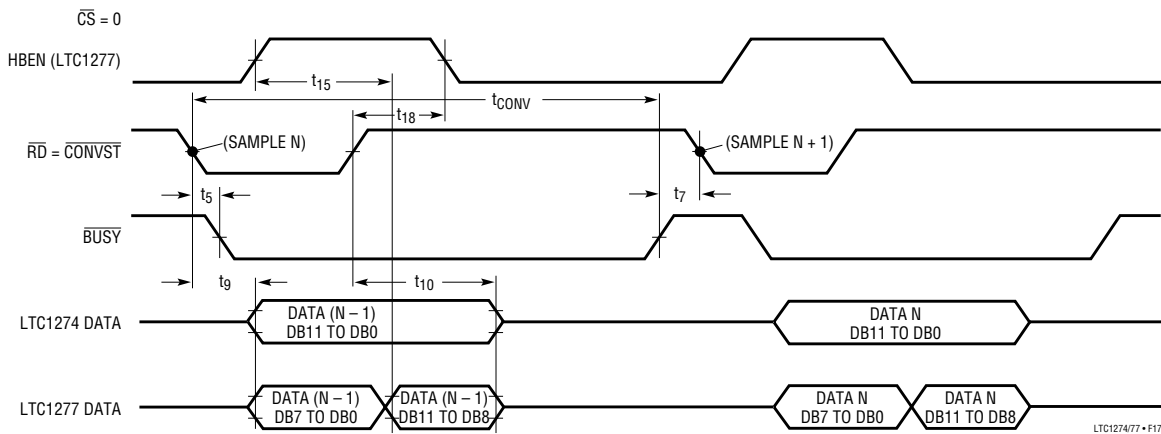 CS = 0
HBEN (LTC1277)
t15
tCONV
t18
RD = CONVST
(SAMPLE N)
(SAMPLE N + 1)
t5
t7
BUSY
t9
t10
LTC1274 DATA
DATA (N – 1)
DB11 TO DB0
DATA N
DB11 TO DB0
LTC1277 DATA
DATA (N – 1)
DB7 TO DB0
DATA (N – 1)
DB11 TO DB8
DATA N
DB7 TO DB0
DATA N
DB11 TO DB8
LTC1274/77 • F17